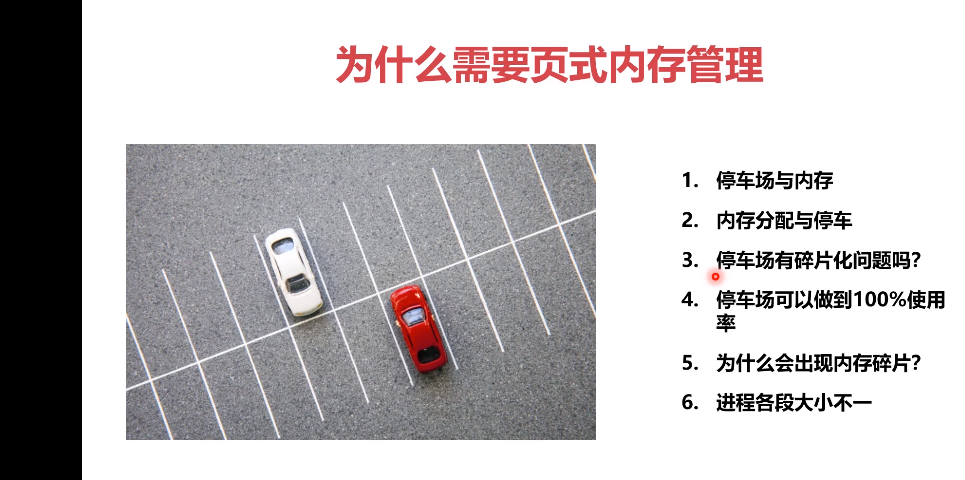 为什么需要页式内存管理
1. 停车场与内存
2. 内存分配与停车
3. 停车场有碎片化问题吗?
4. 停车场可以做到100%使用
率
5. 为什么会出现内存碎片?
6. 进程各段大小不一